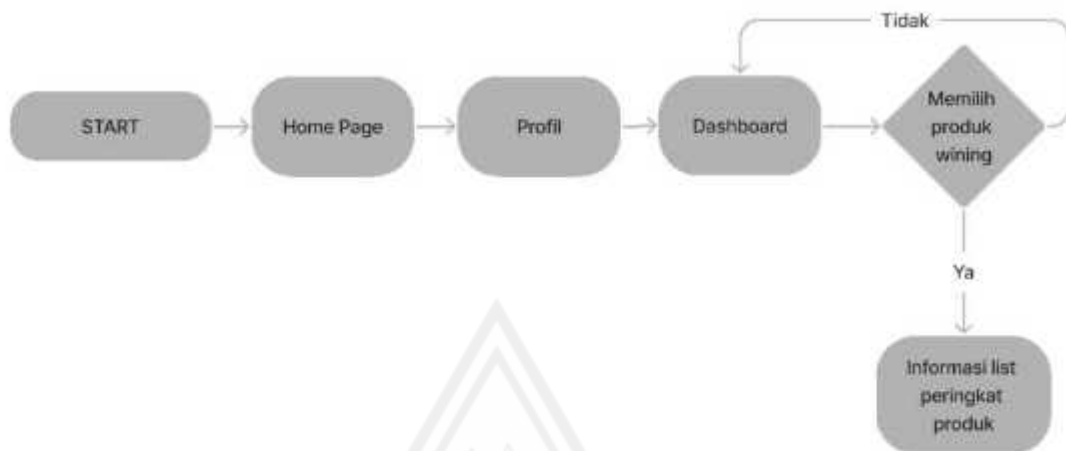 Tidak
START
Home Page
Profil
Dashboard
Memilih
produk
wining
Ya
Informasi list
peringkat
produk